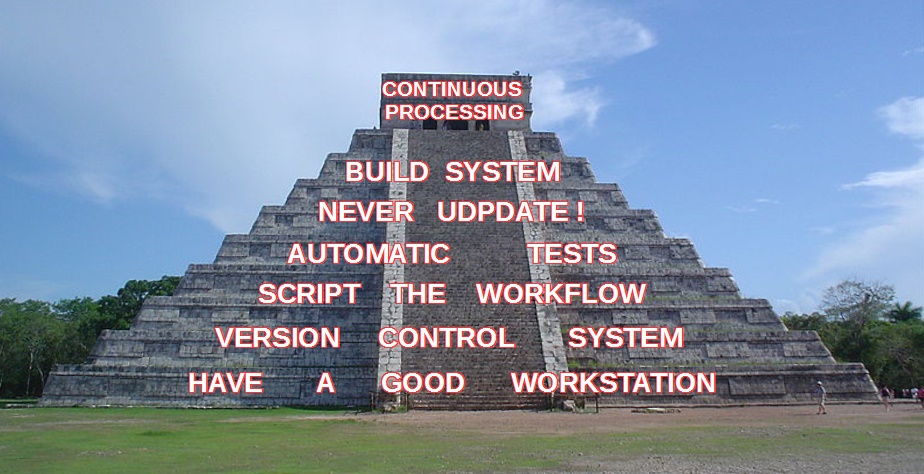 CONTINUOUS
PROCESSING
BUILD SYSTEM
NEVER UDPDATE !
AUTOMATIC TESTS
SCRIPT THE WORKFLOW
VERSION CONTROL SYSTEM
HAVE A GOOD WORKSTATION